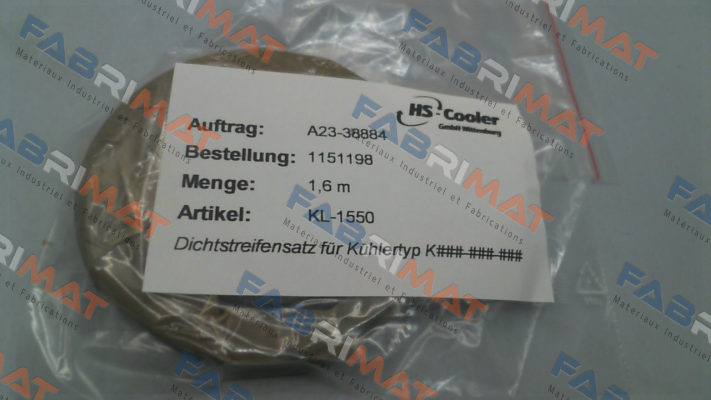 HS-Cooler
GmbH Wittenburg
Auftrag: A23-38884
Bestellung: 1151198
Menge: 1,6 m
Artikel: KL-1550
Dichtstreifensatz für Kühlertyp K### ### ###
FABRIMAT
Materiaux Industriel et Fabrications